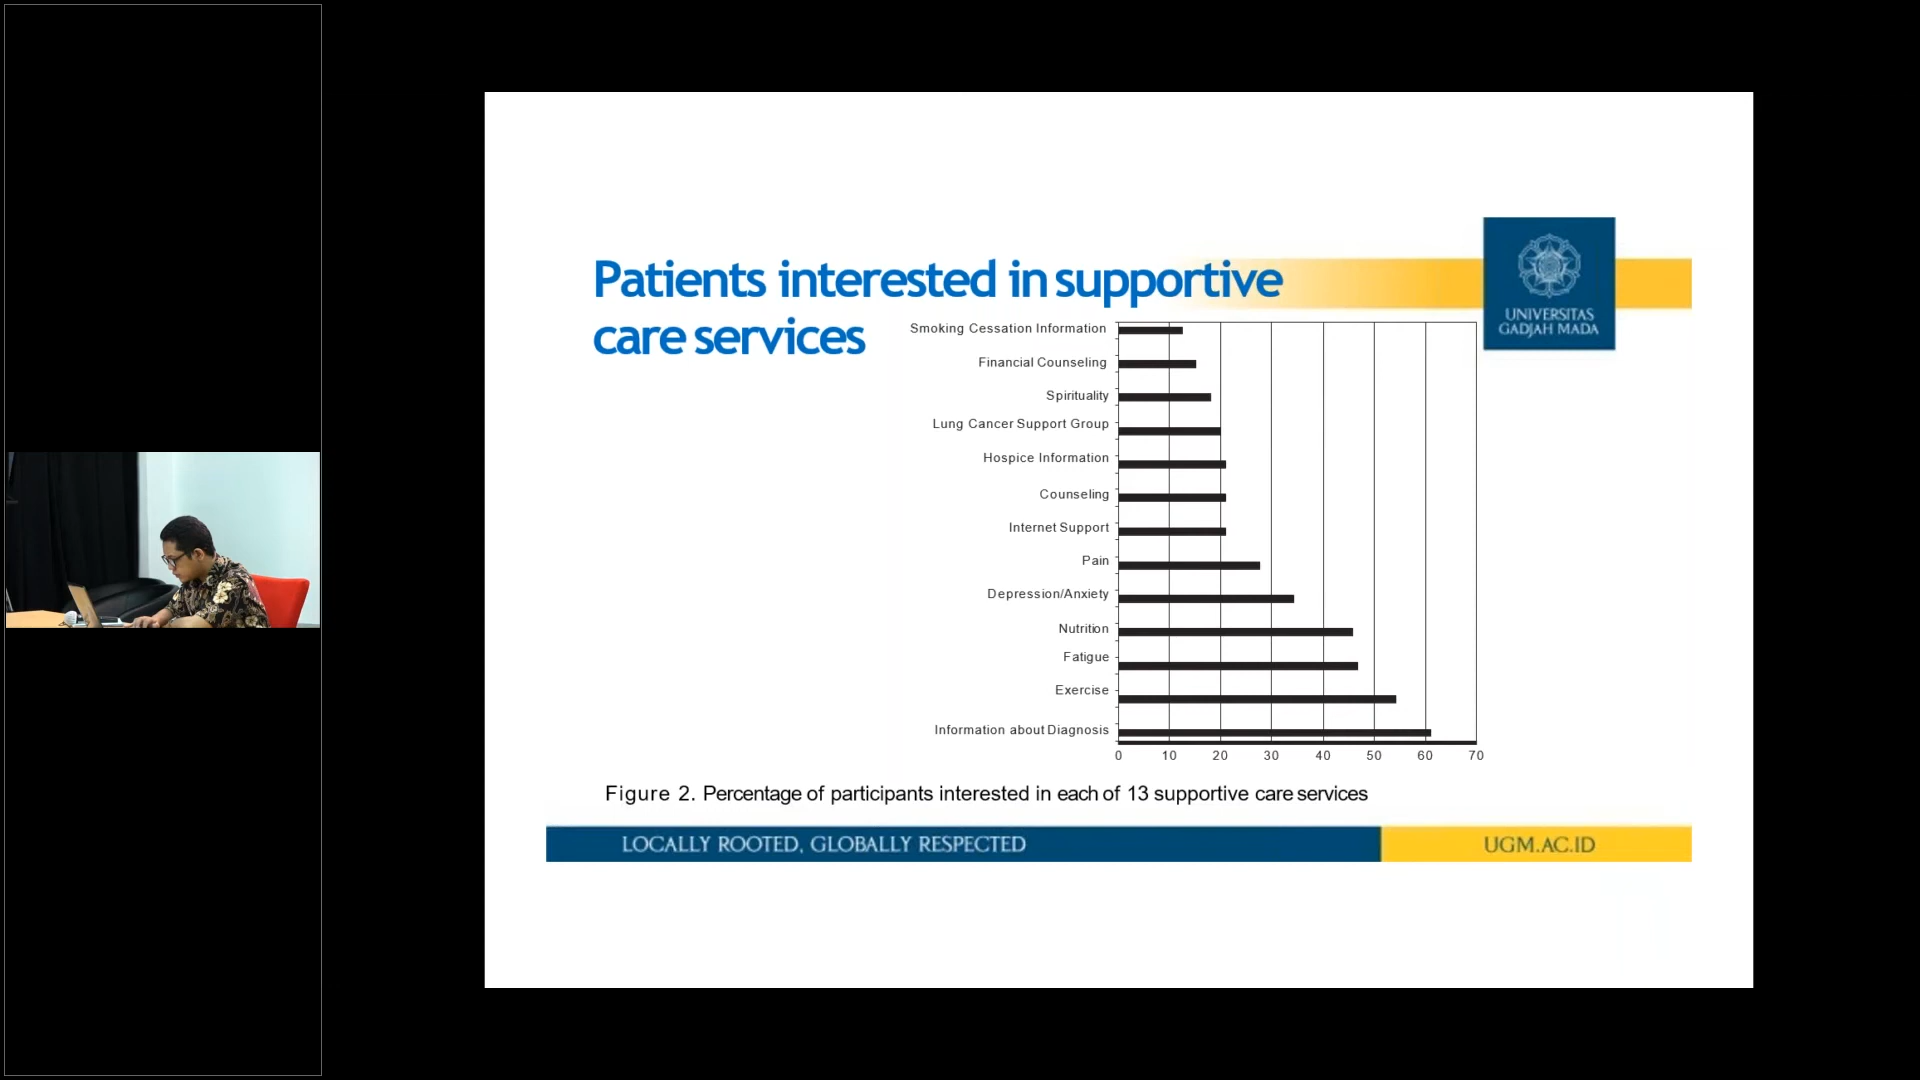 Patients interested in supportive
care services
UNIVERSITAS
GADJAH MADA
Smoking Cessation Information
Financial Counseling
Spirituality
Lung Cancer Support Group
Hospice Information
Counseling
Internet Support
Pain
Depression/Anxiety
Nutrition
Fatigue
Exercise
Information about Diagnosis
0 10 20 30 40 50 60 70
Figure 2. Percentage of participants interested in each of 13 supportive care services
LOCALLY ROOTED, GLOBALLY RESPECTED
UGM.AC.ID